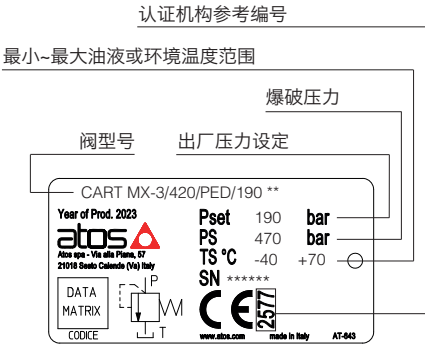 认证机构参考编号
最小~最大油液或环境温度范围
爆破压力
阀型号
出厂压力设定
CART MX-3/420/PED/190 **
Year of Prod. 2023
atos
Atos spa - Via alla Piana, 57
21018 Sesto Calende (Va) Italy
Pset 190 bar
PS 470 bar
TS °C -40 +70
SN ******
DATA
MATRIX
CODICE
P
T
CE
2577
www.atos.com made in Italy AT-643